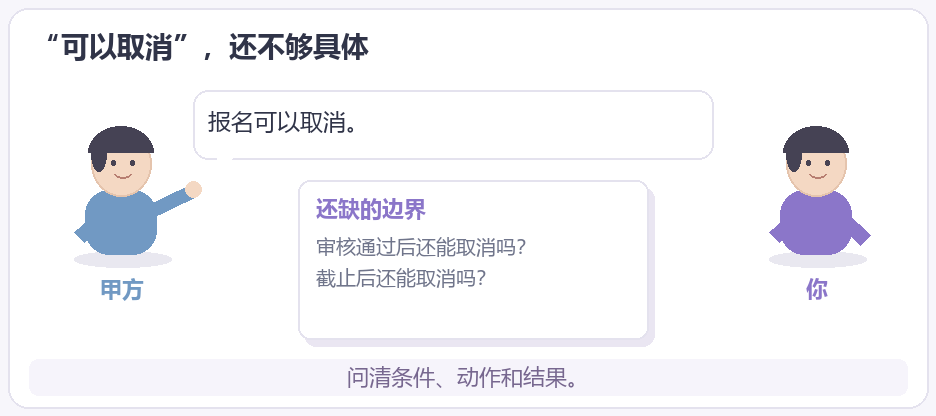 “可以取消”，还不够具体
报名可以取消。
还缺的边界
审核通过后还能取消吗？
截止后还能取消吗？
甲方
你
问清条件、动作和结果。